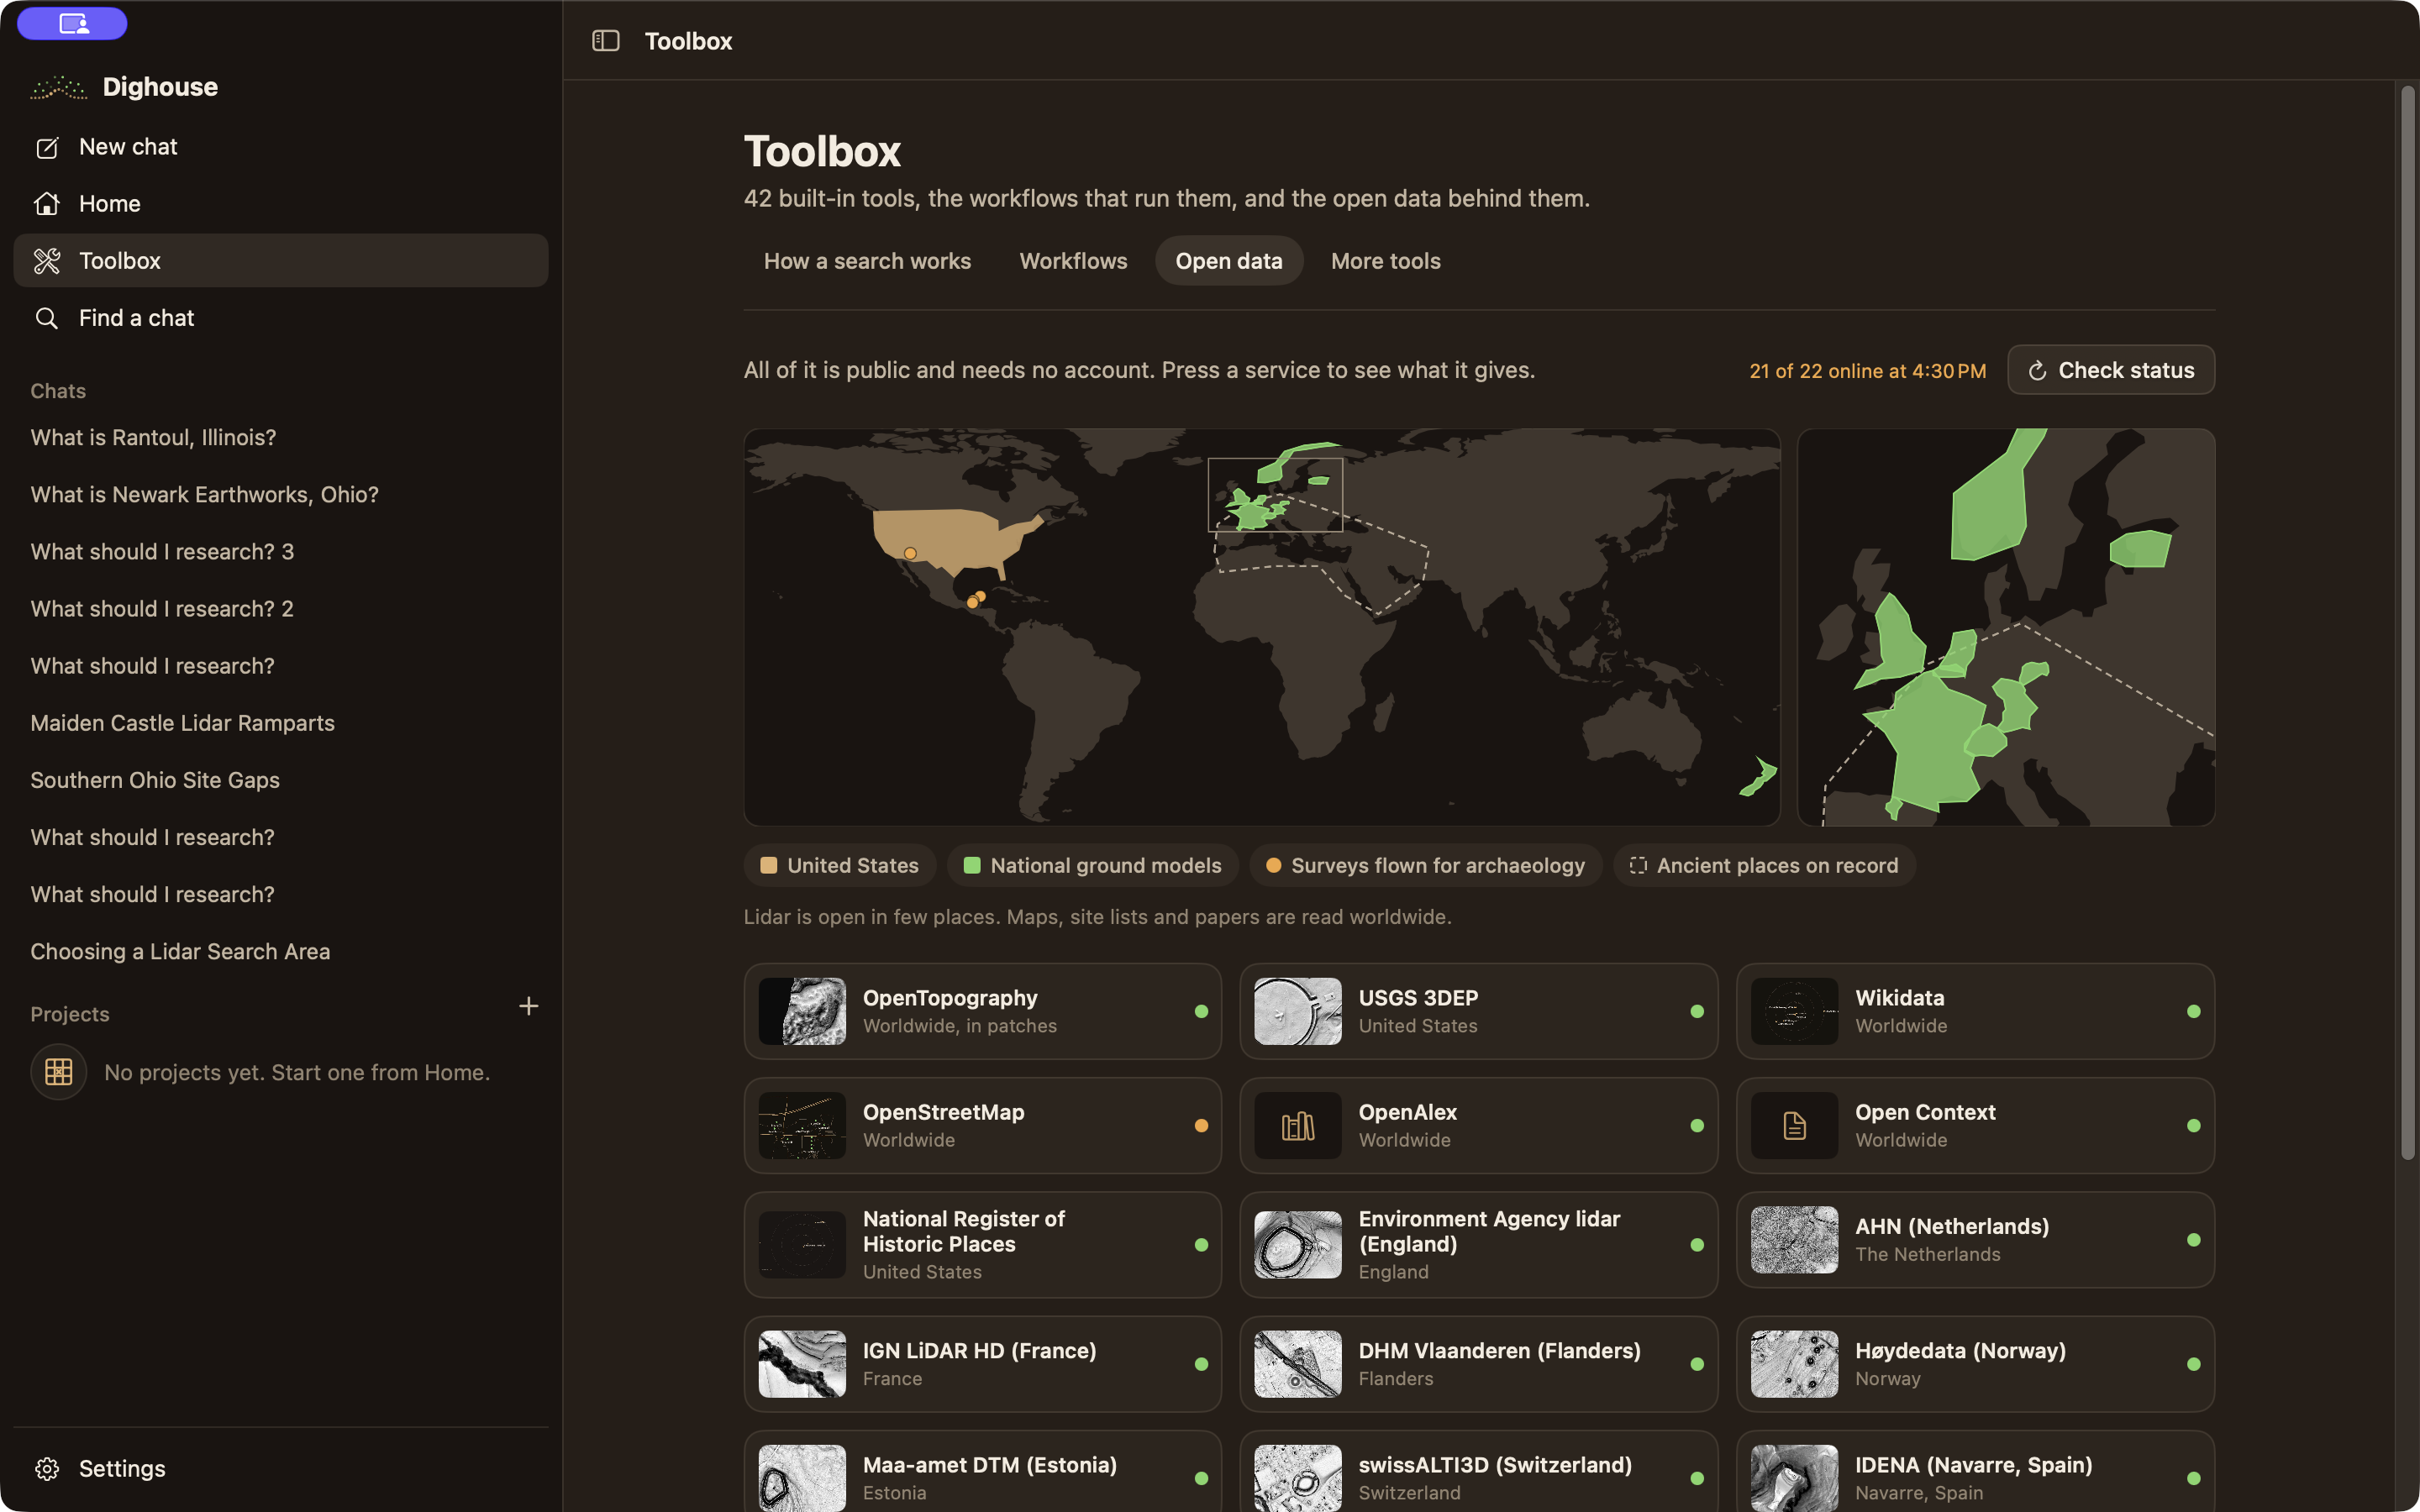 Dighouse
New chat
Home
Toolbox
Find a chat
Chats
What is Rantoul, Illinois?
What is Newark Earthworks, Ohio?
What should I research? 3
What should I research? 2
What should I research?
Maiden Castle Lidar Ramparts
Southern Ohio Site Gaps
What should I research?
What should I research?
Choosing a Lidar Search Area
Projects
No projects yet. Start one from Home.
Settings
Toolbox
Toolbox
42 built-in tools, the workflows that run them, and the open data behind them.
How a search works
Workflows
Open data
More tools
All of it is public and needs no account. Press a service to see what it gives.
21 of 22 online at 4:30 PM
Check status
United States
National ground models
Surveys flown for archaeology
Ancient places on record
Lidar is open in few places. Maps, site lists and papers are read worldwide.
OpenTopography
Worldwide, in patches
USGS 3DEP
United States
Wikidata
Worldwide
OpenStreetMap
Worldwide
OpenAlex
Worldwide
Open Context
Worldwide
National Register of
Historic Places
United States
Environment Agency lidar
(England)
England
AHN (Netherlands)
The Netherlands
IGN LiDAR HD (France)
France
DHM Vlaanderen (Flanders)
Flanders
Høydedata (Norway)
Norway
Maa-amet DTM (Estonia)
Estonia
swissALTI3D (Switzerland)
Switzerland
IDENA (Navarre, Spain)
Navarre, Spain